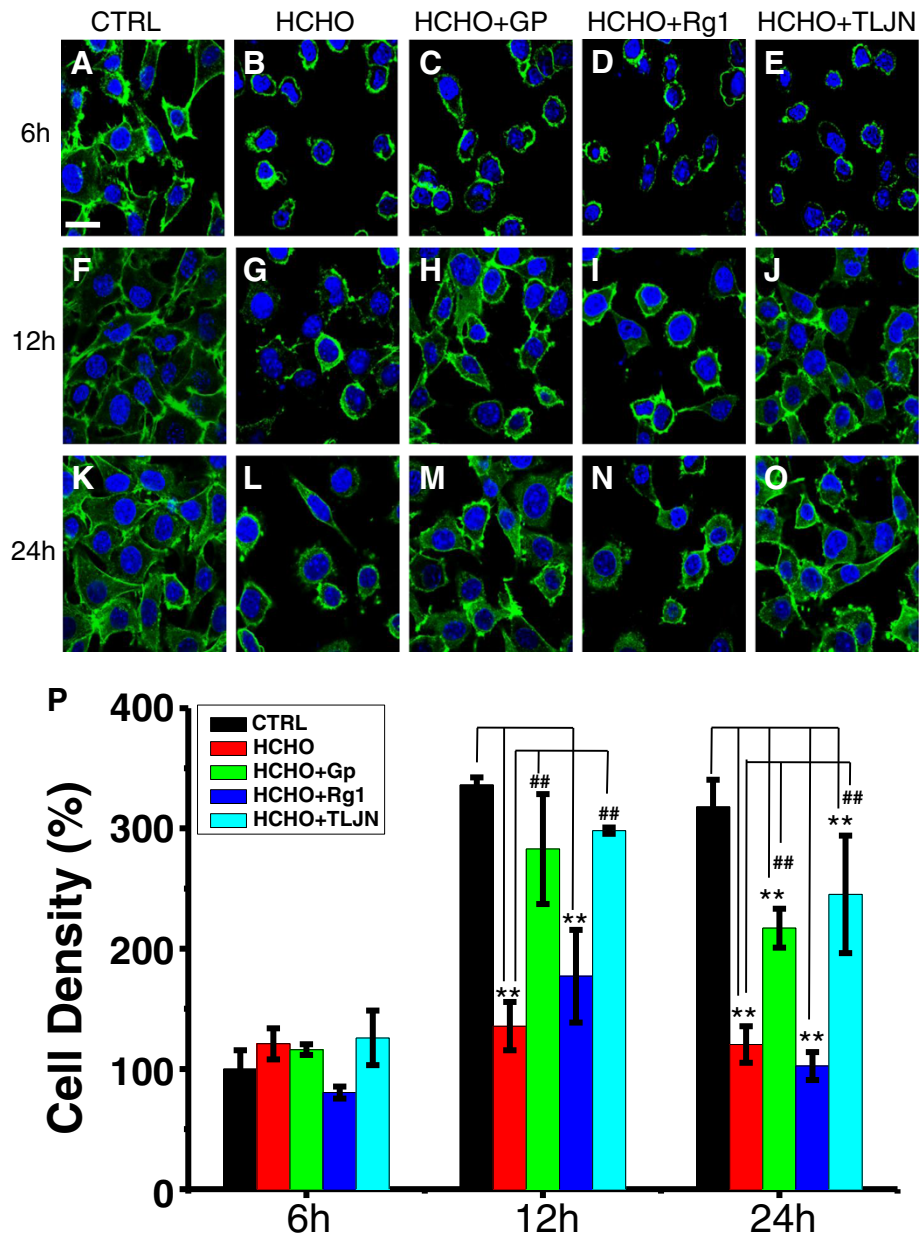 CTRL HCHO HCHO+GP HCHO+Rg1 HCHO+TLJN
6h
A B C D E
12h
F G H I J
24h
K L M N O
P
400
300
200
100
0
Cell Density (%)
CTRL
HCHO
HCHO+Gp
HCHO+Rg1
HCHO+TLJN
** ## ** ##
** ** ## ** ** ##
6h 12h 24h